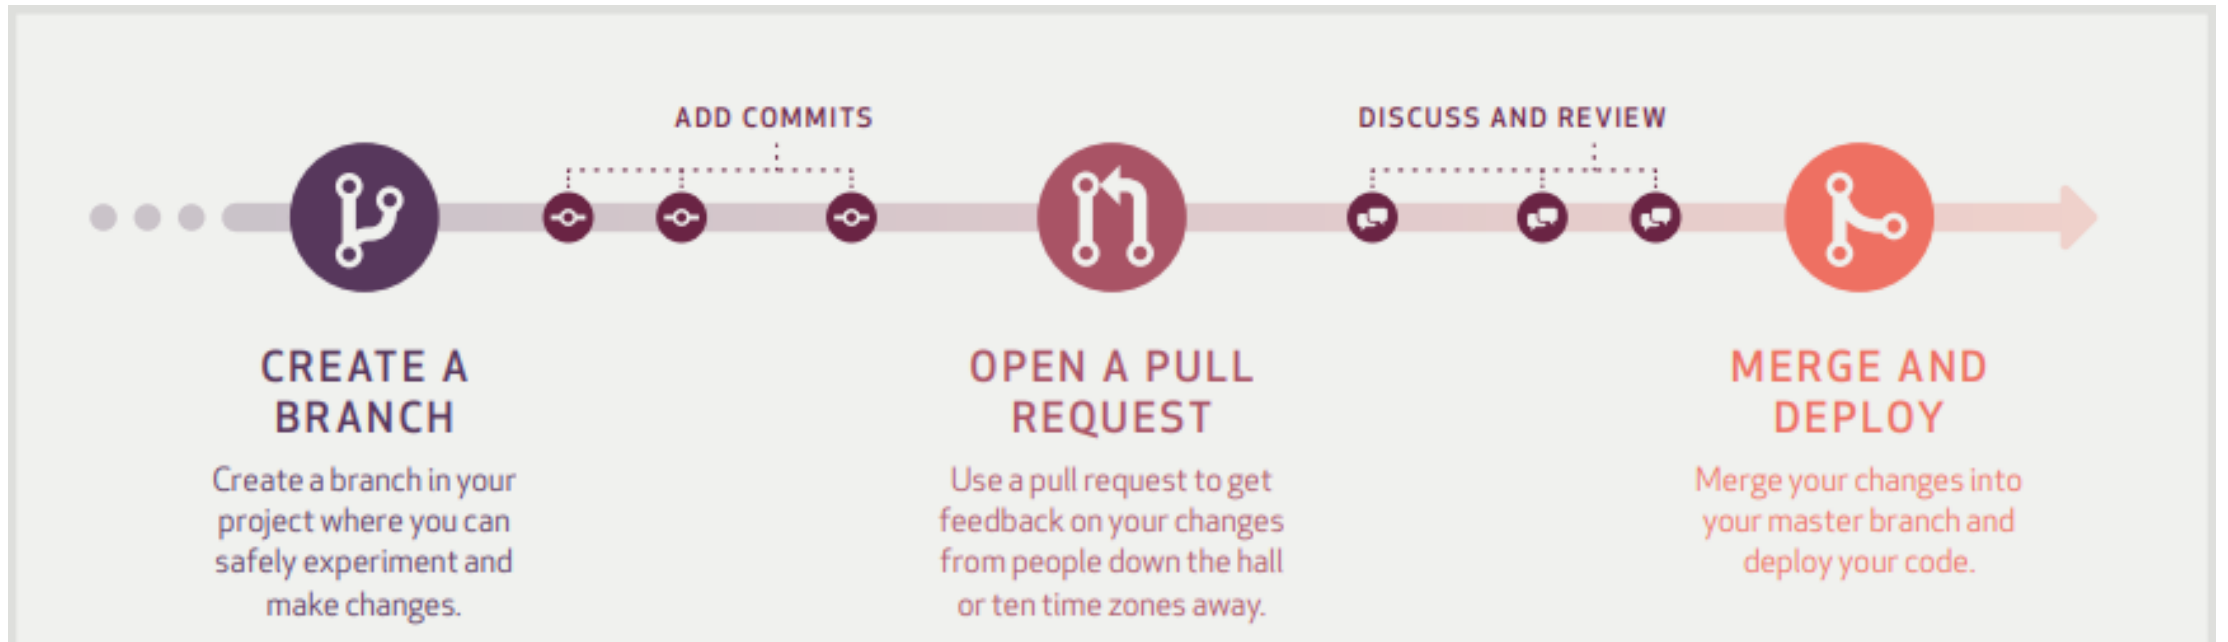 ADD COMMITS
DISCUSS AND REVIEW
CREATE A
BRANCH
Create a branch in your
project where you can
safely experiment and
make changes.
OPEN A PULL
REQUEST
Use a pull request to get
feedback on your changes
from people down the hall
or ten time zones away.
MERGE AND
DEPLOY
Merge your changes into
your master branch and
deploy your code.